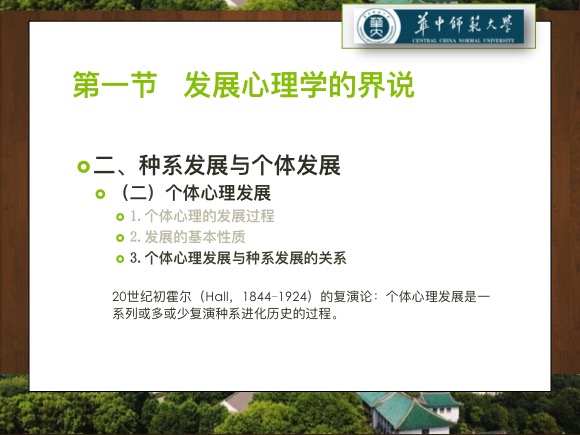 華中師範大學
CENTRAL CHINA NORMAL UNIVERSITY
第一节 发展心理学的界说
二、种系发展与个体发展
（二）个体心理发展
1.个体心理的发展过程
2.发展的基本性质
3.个体心理发展与种系发展的关系
20世纪初霍尔（Hall，1844-1924）的复演论：个体心理发展是一
系列或多或少复演种系进化历史的过程。